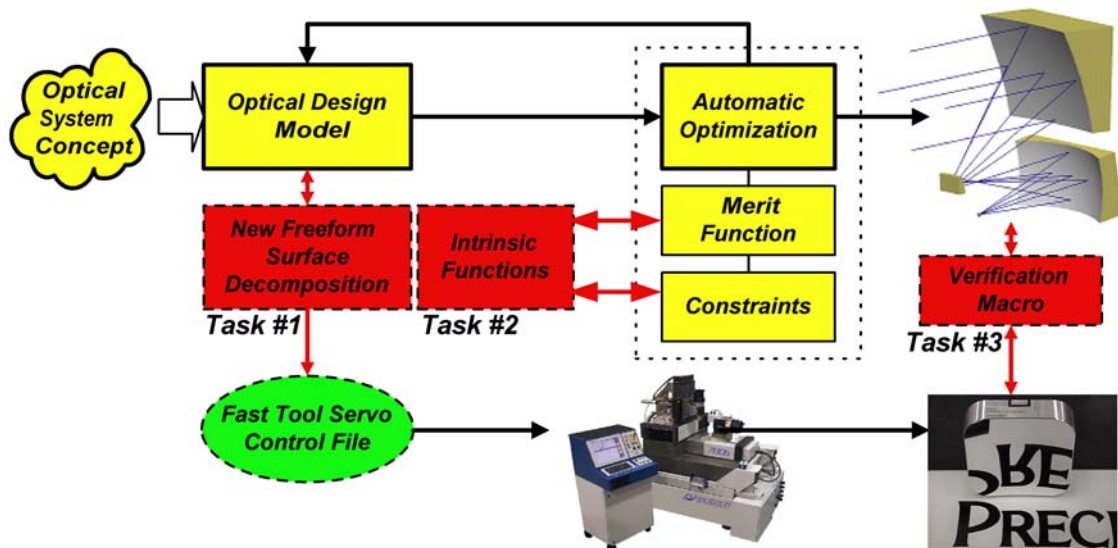 Optical
System
Concept
Optical Design
Model
Automatic
Optimization
New Freeform
Surface
Decomposition
Intrinsic
Functions
Merit
Function
Constraints
Verification
Macro
Task #1
Task #2
Task #3
Fast Tool Servo
Control File
PRECI